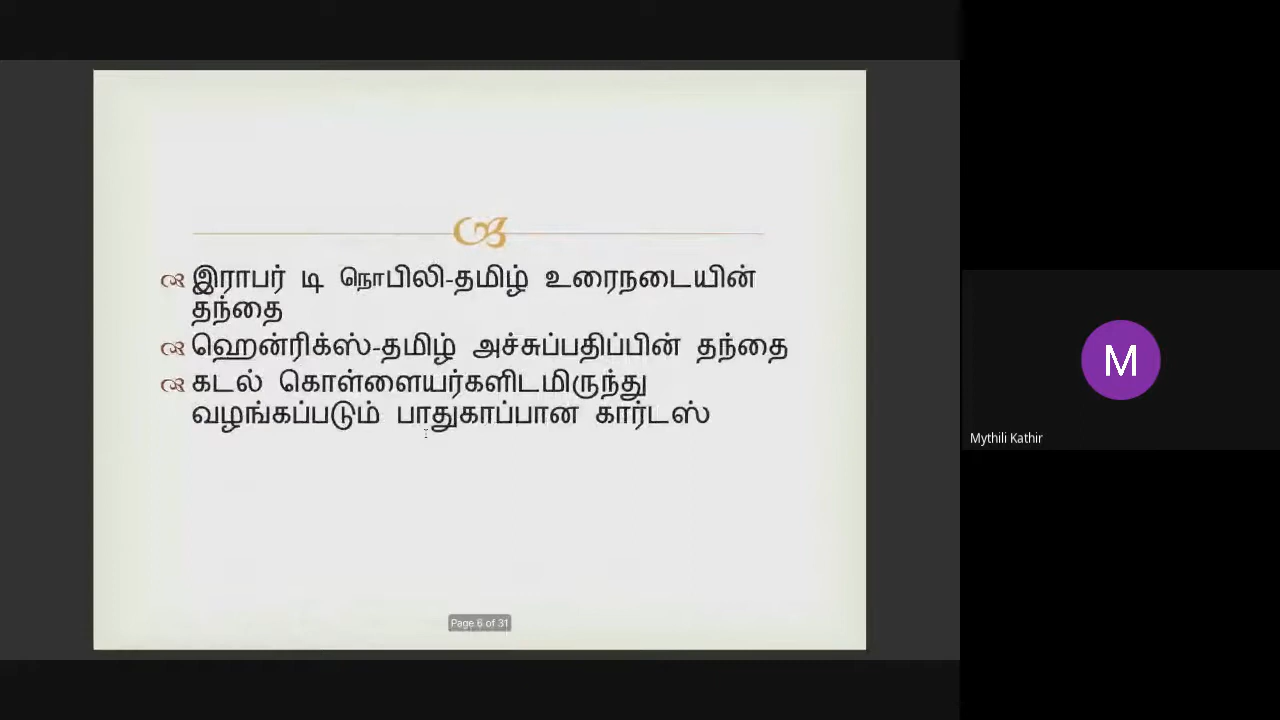 இராபர் டி நொபிலி-தமிழ் உரைநடையின்
தந்தை
ஹென்ரிக்ஸ்-தமிழ் அச்சுப்பதிப்பின் தந்தை
கடல் கொள்ளையர்களிடமிருந்து
வழங்கப்படும் பாதுகாப்பான கார்டஸ்
Page 6 of 31
M
Mythili Kathir